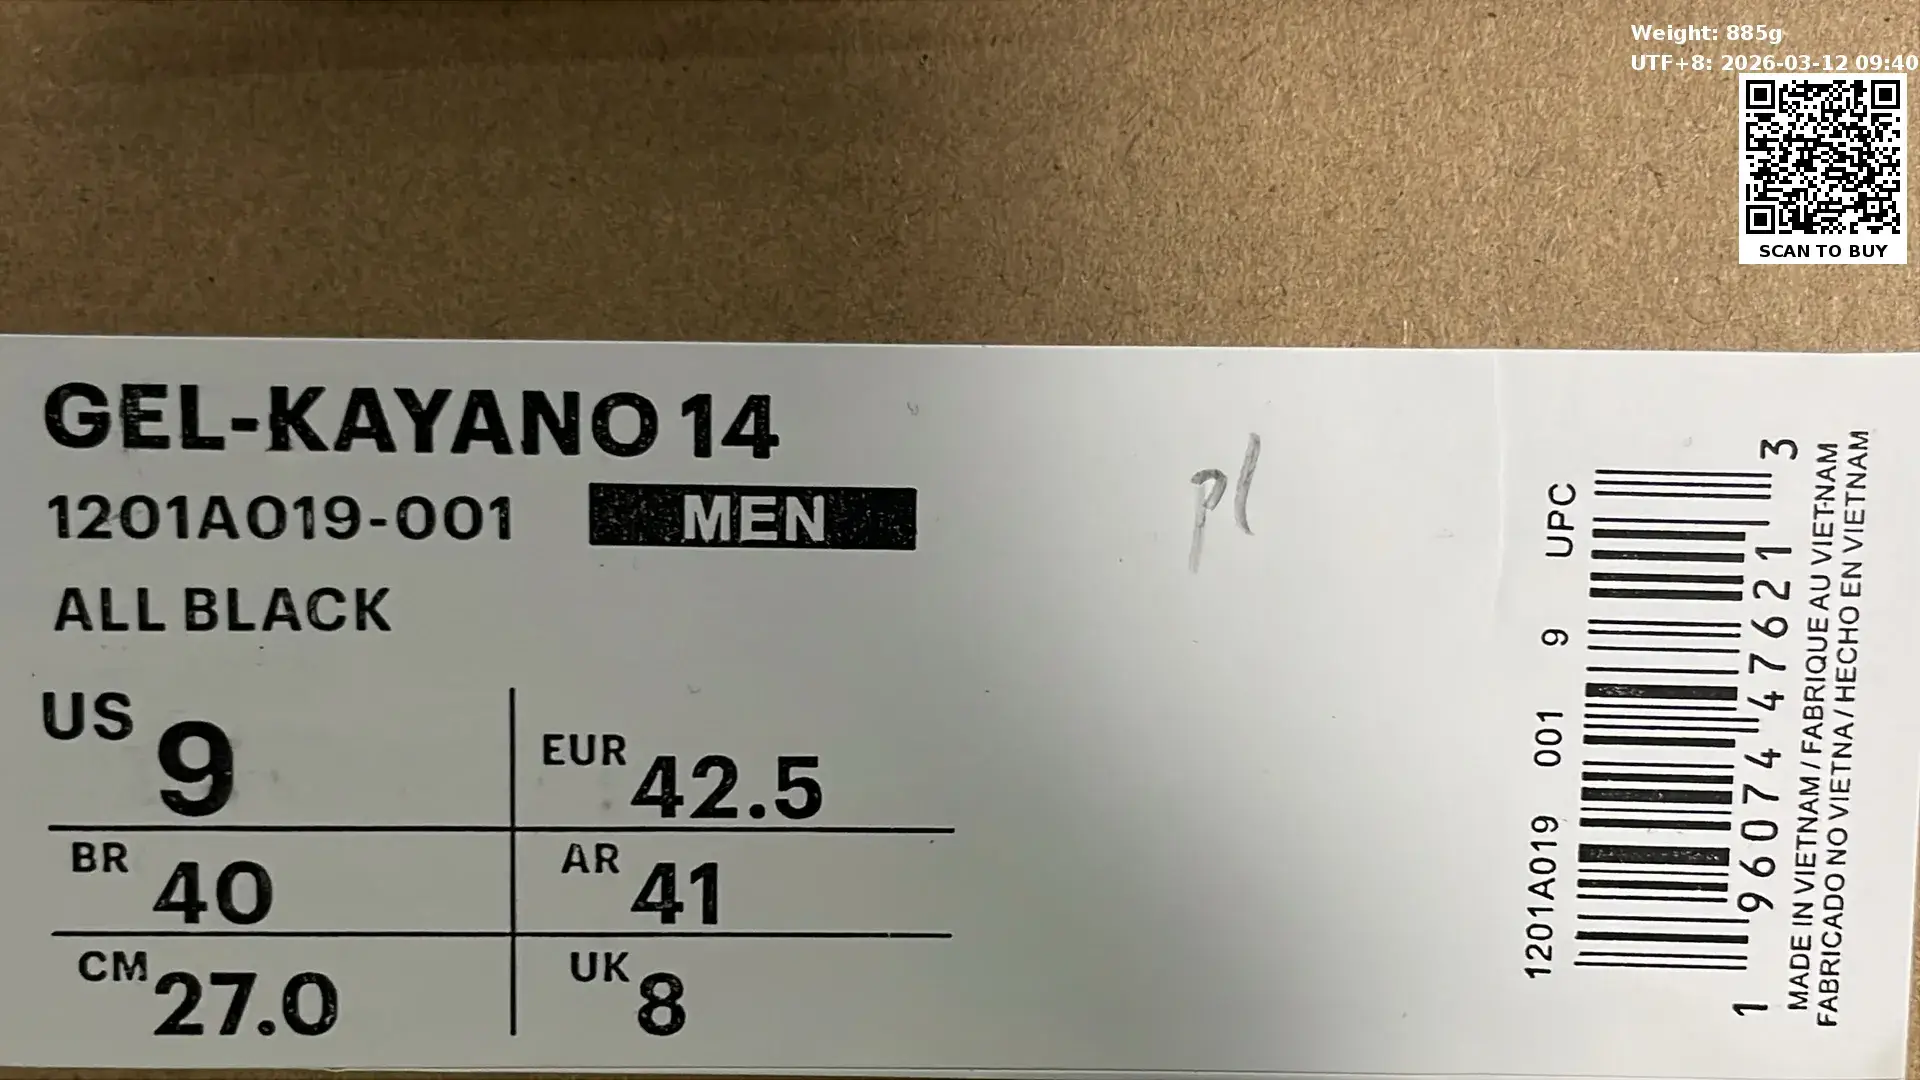 Weight: 885g
UTF+8: 2026-03-12 09:40
SCAN TO BUY
GEL-KAYANO 14
1201A019-001 MEN
ALL BLACK
pl
US 9
EUR 42.5
BR 40
AR 41
CM 27.0
UK 8
1201A019 001 9 UPC
1 96074 47621 3
MADE IN VIETNAM / FABRIQUE AU VIET-NAM
FABRICADO NO VIETNA / HECHO EN VIETNAM